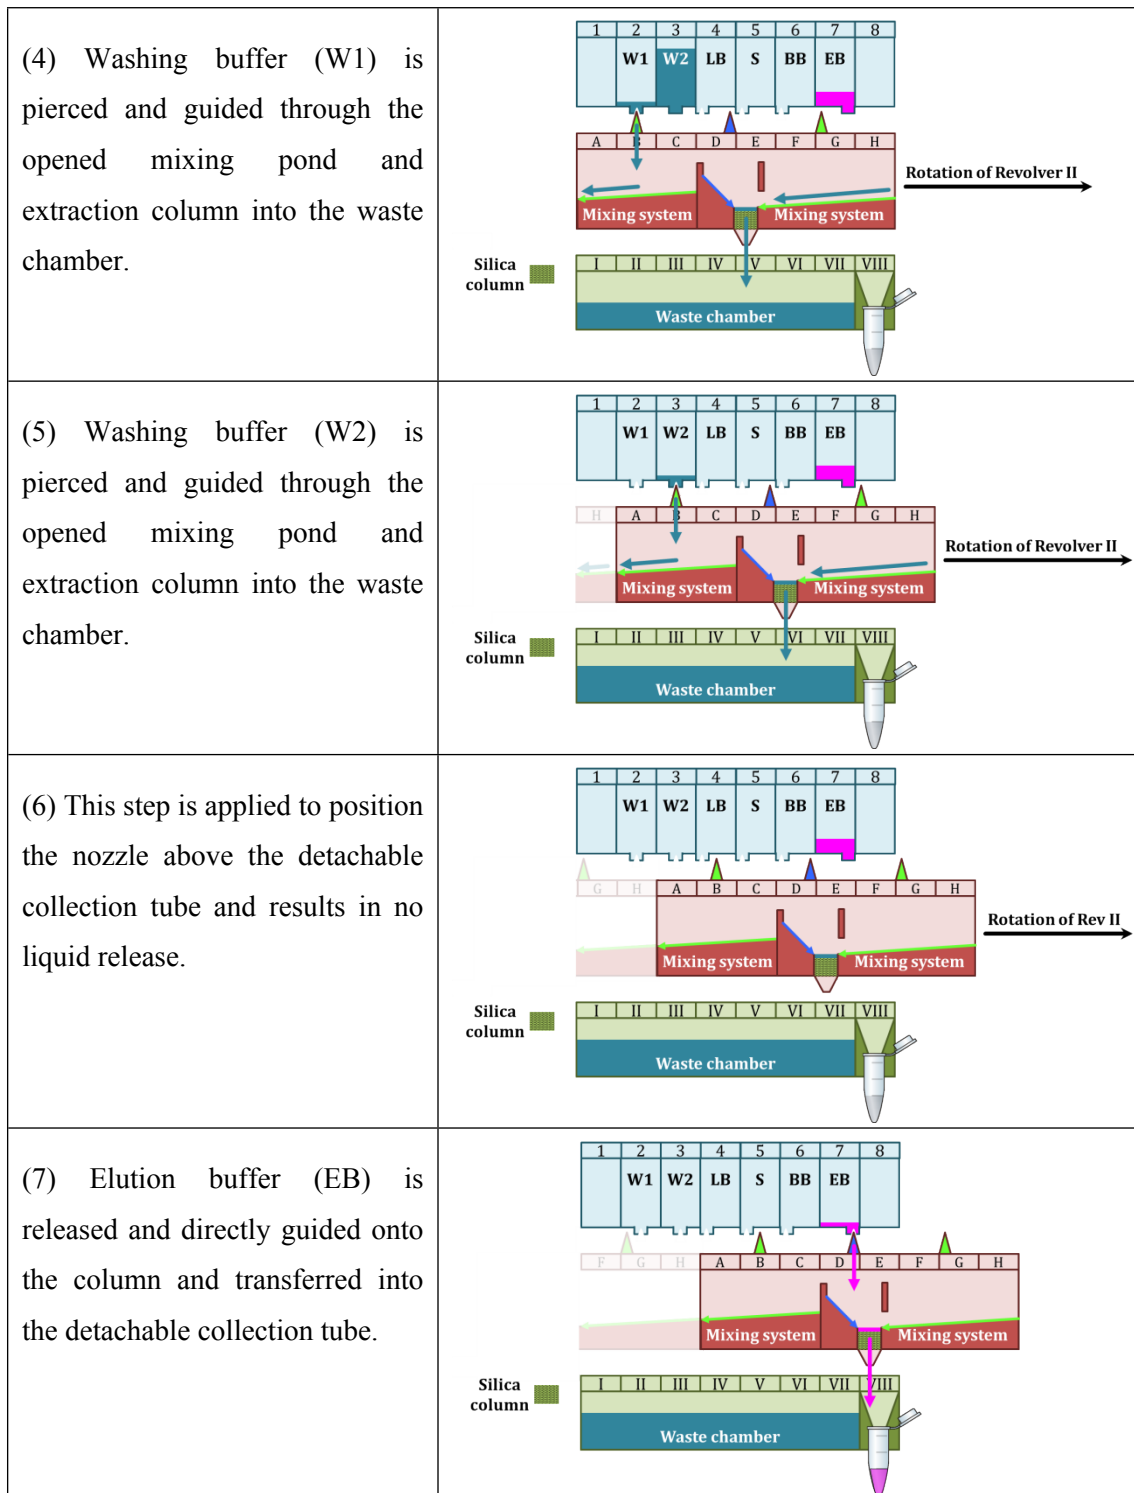 (4) Washing buffer (W1) is
pierced and guided through the
opened mixing pond and
extraction column into the waste
chamber.
1 2 3 4 5 6 7 8
W1 W2 LB S BB EB
A B C D E F G H
Rotation of Revolver II
Mixing system Mixing system
Silica
column
I II III IV V VI VII VIII
Waste chamber
(5) Washing buffer (W2) is
pierced and guided through the
opened mixing pond and
extraction column into the waste
chamber.
1 2 3 4 5 6 7 8
W1 W2 LB S BB EB
H A B C D E F G H
Rotation of Revolver II
Mixing system Mixing system
Silica
column
I II III IV V VI VII VIII
Waste chamber
(6) This step is applied to position
the nozzle above the detachable
collection tube and results in no
liquid release.
1 2 3 4 5 6 7 8
W1 W2 LB S BB EB
G H A B C D E F G H
Rotation of Rev II
Mixing system Mixing system
Silica
column
I II III IV V VI VII VIII
Waste chamber
(7) Elution buffer (EB) is
released and directly guided onto
the column and transferred into
the detachable collection tube.
1 2 3 4 5 6 7 8
W1 W2 LB S BB EB
F G H A B C D E F G H
Mixing system Mixing system
Silica
column
I II III IV V VI VII VIII
Waste chamber